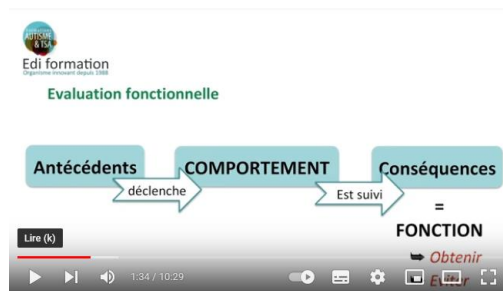 AUTISME
& TSA
Edi formation
Organisme innovant depuis 1988
Evaluation fonctionnelle
Antécédents
COMPORTEMENT
Conséquences
déclenche
Est suivi
=
FONCTION
Obtenir
Eviter
Lire (k)
1:34 / 10:29